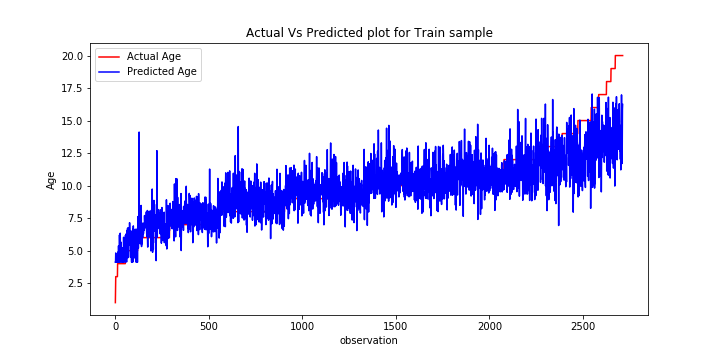 Actual Vs Predicted plot for Train sample
Actual Age
Predicted Age
20.0
17.5
15.0
12.5
10.0
7.5
5.0
2.5
Age
0 500 1000 1500 2000 2500
observation